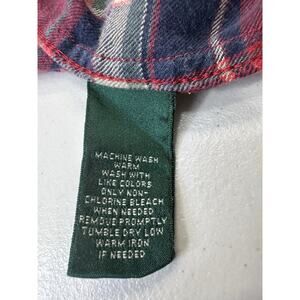 MACHINE WASH
WARM
WASH WITH
LIKE COLORS
ONLY NON-
CHLORINE BLEACH
WHEN NEEDED
REMOVE PROMPTLY
TUMBLE DRY LOW
WARM IRON
IF NEEDED